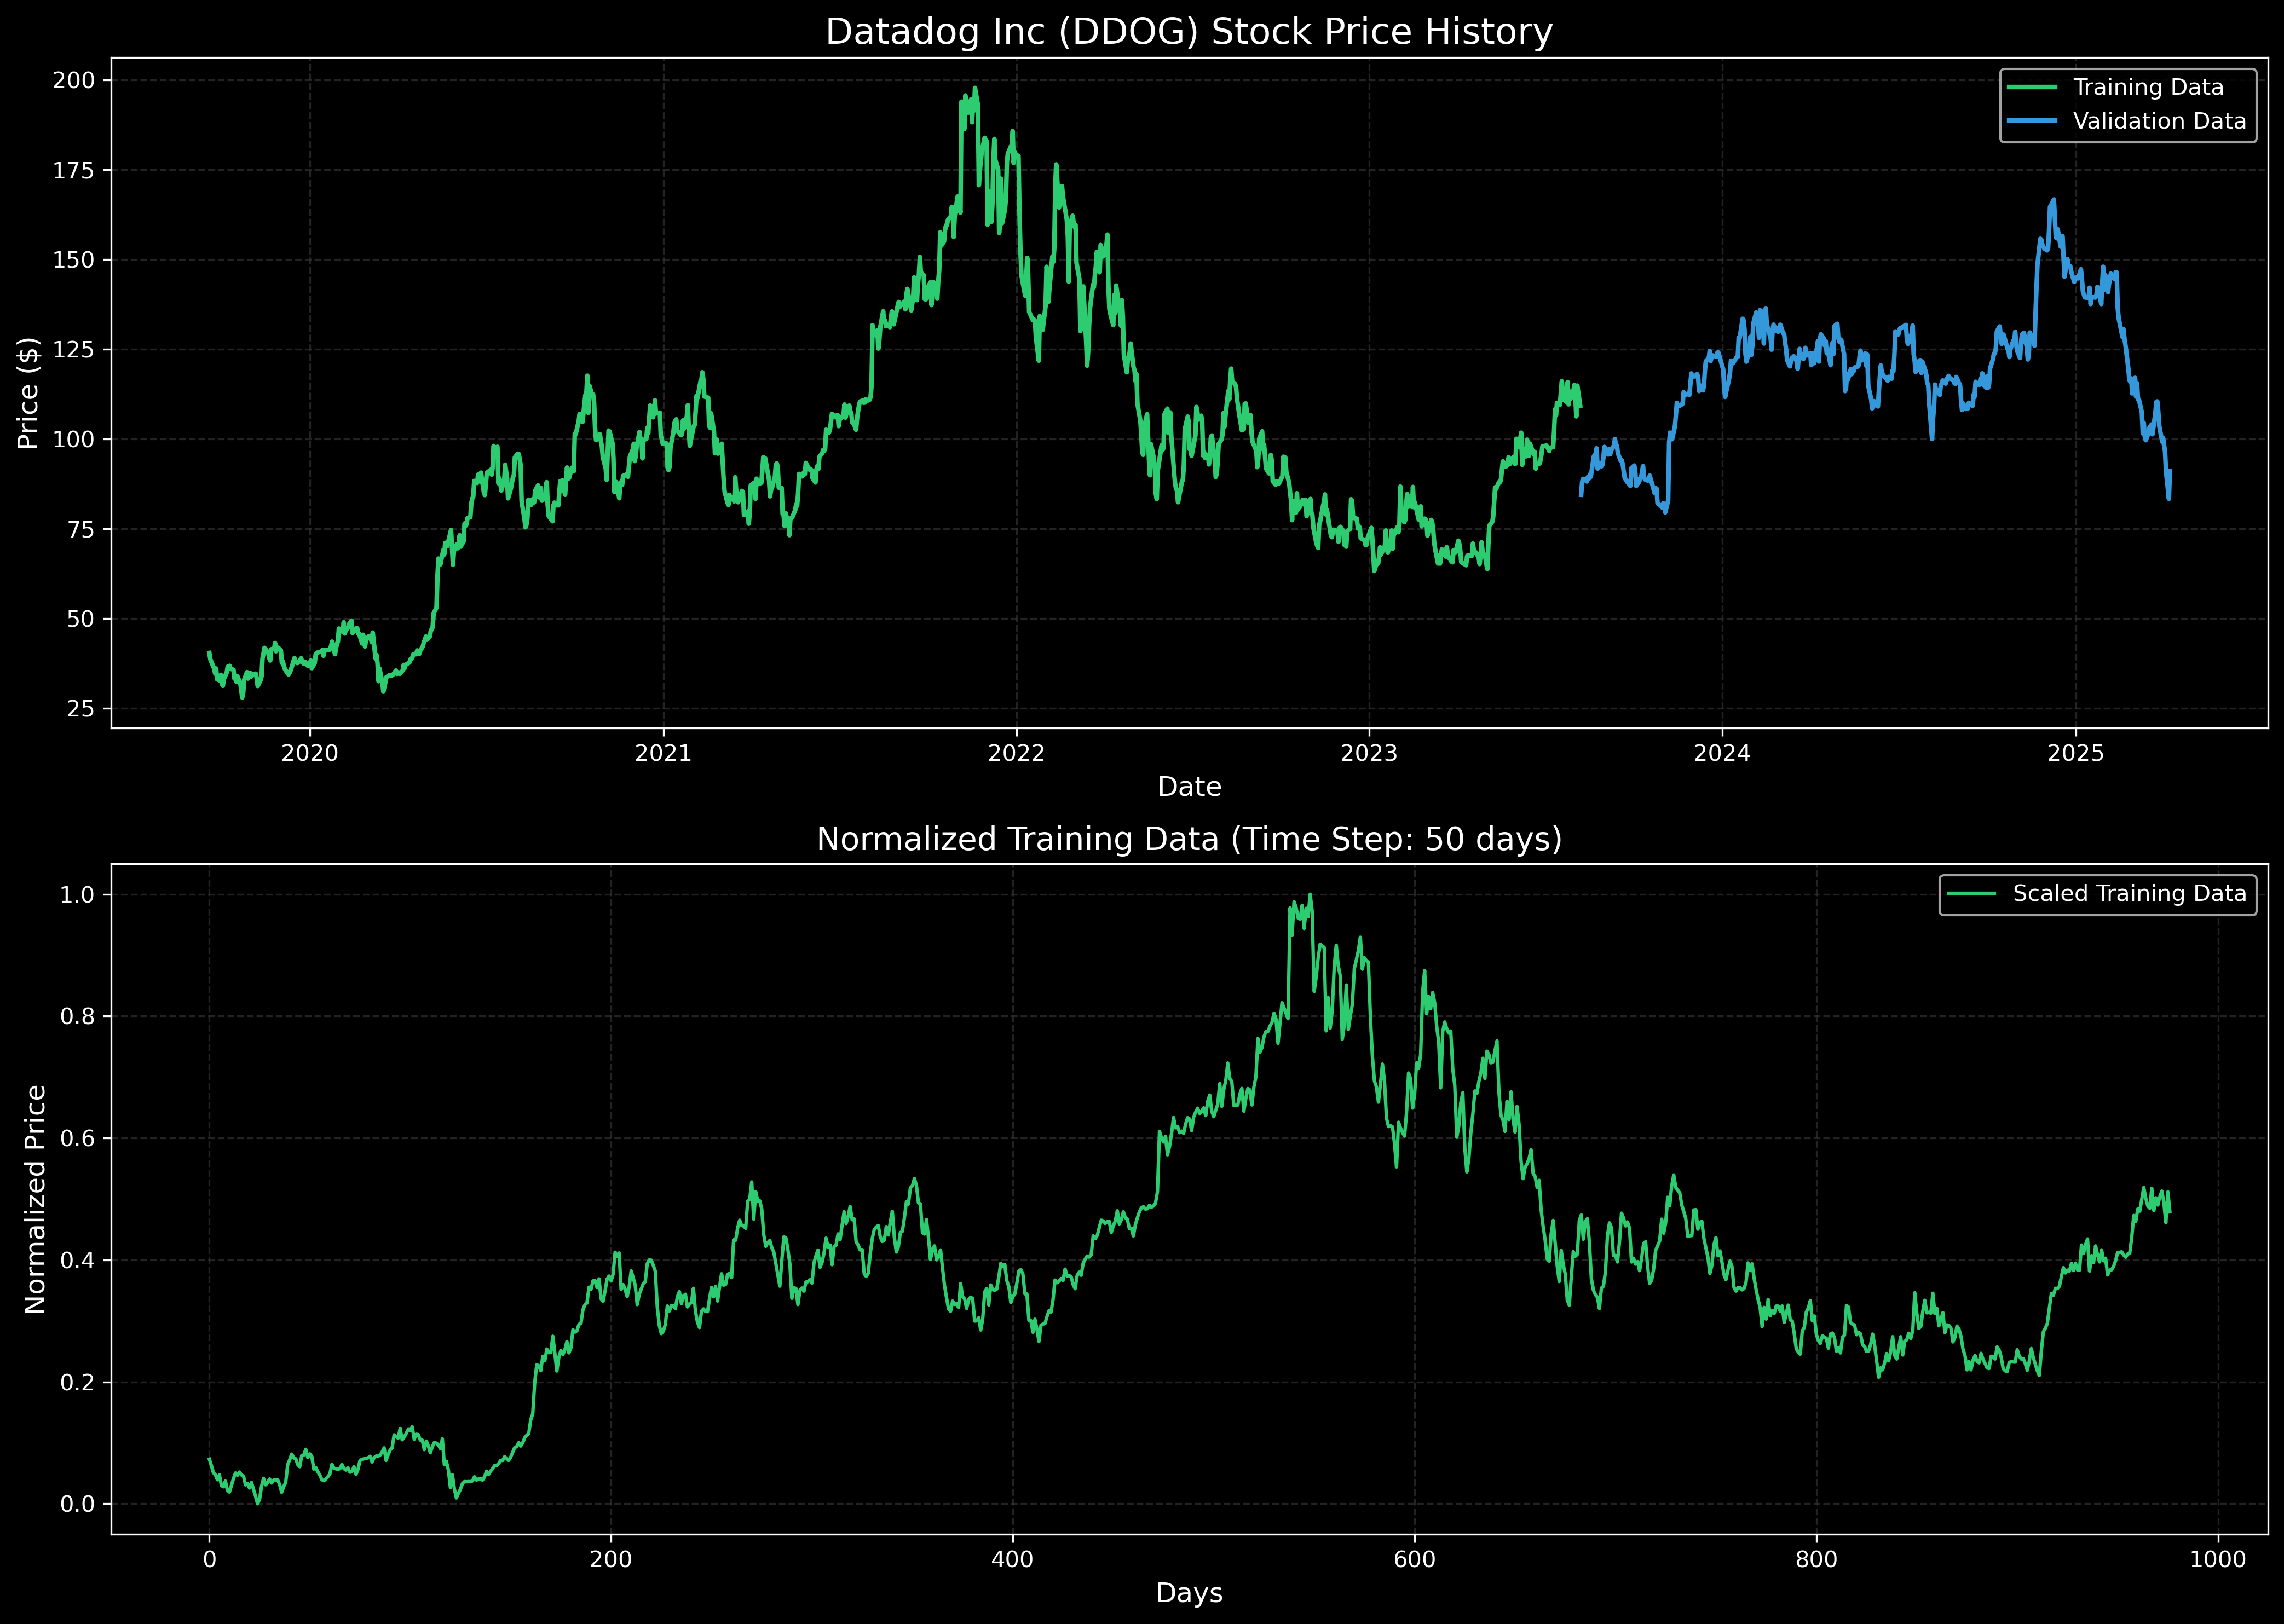 Datadog Inc (DDOG) Stock Price History
200
175
150
125
100
75
50
25
Price ($)
Training Data
Validation Data
2020
2021
2022
2023
2024
2025
Date
Normalized Training Data (Time Step: 50 days)
1.0
0.8
0.6
0.4
0.2
0.0
Normalized Price
Scaled Training Data
0
200
400
600
800
1000
Days